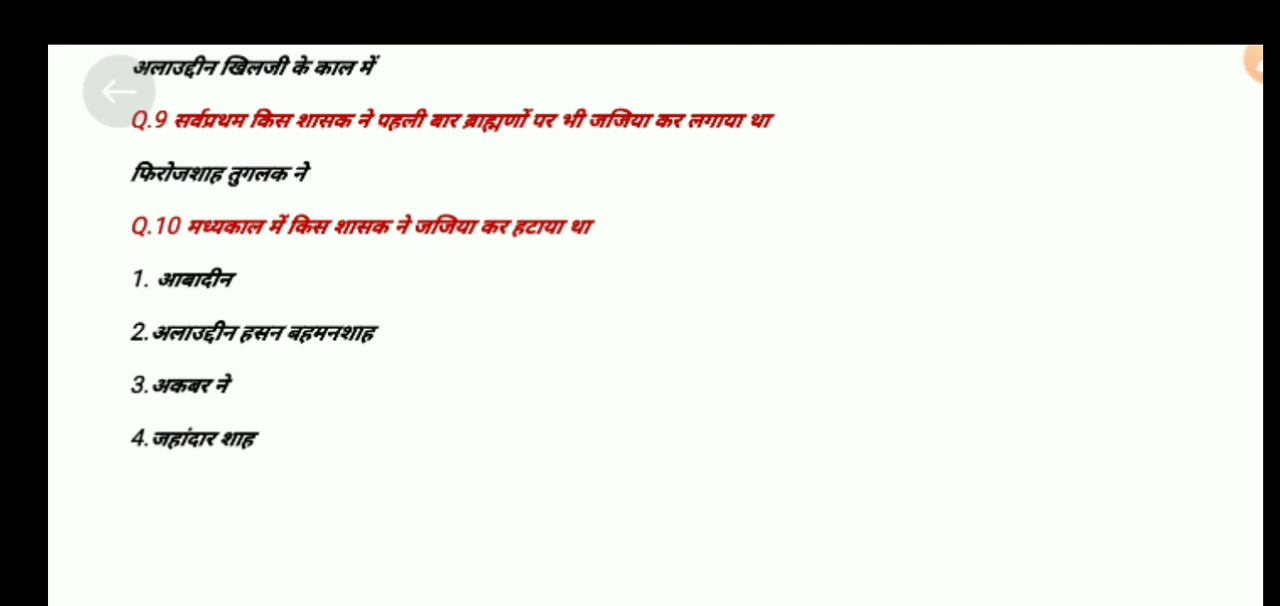 अलाउद्दीन खिलजी के काल में
Q.9 सर्वप्रथम किस शासक ने पहली बार ब्राह्मणों पर भी जजिया कर लगाया था
फिरोजशाह तुगलक ने
Q.10 मध्यकाल में किस शासक ने जजिया कर हटाया था
1. आबादीन
2.अलाउद्दीन हसन बहमनशाह
3.अकबर ने
4.जहांदार शाह